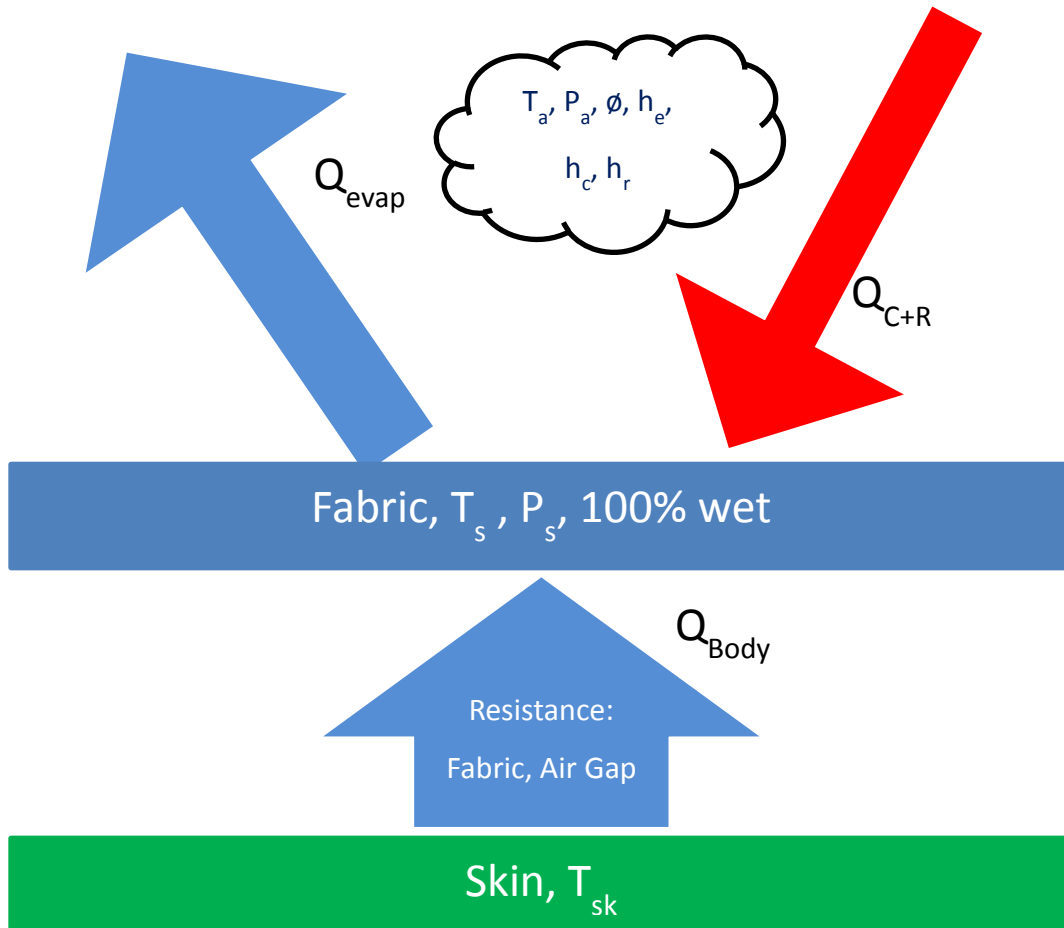 T_a, P_a, ø, h_e,
h_c, h_r
Q_evap
Q_C+R
Fabric, T_s , P_s, 100% wet
Q_Body
Resistance:
Fabric, Air Gap
Skin, T_sk